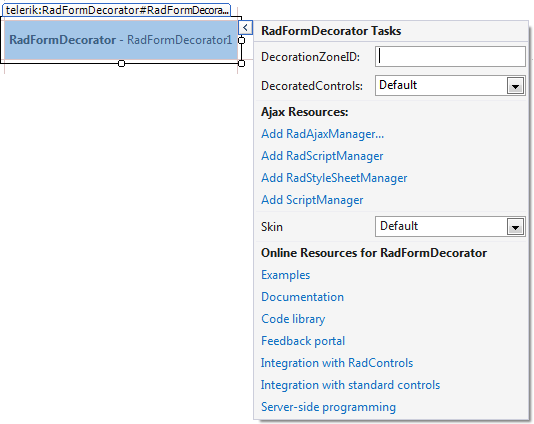 telerik:RadFormDecorator#RadFormDecora...
RadFormDecorator - RadFormDecorator1
RadFormDecorator Tasks
DecorationZoneID:
DecoratedControls: Default
Ajax Resources:
Add RadAjaxManager...
Add RadScriptManager
Add RadStyleSheetManager
Add ScriptManager
Skin Default
Online Resources for RadFormDecorator
Examples
Documentation
Code library
Feedback portal
Integration with RadControls
Integration with standard controls
Server-side programming